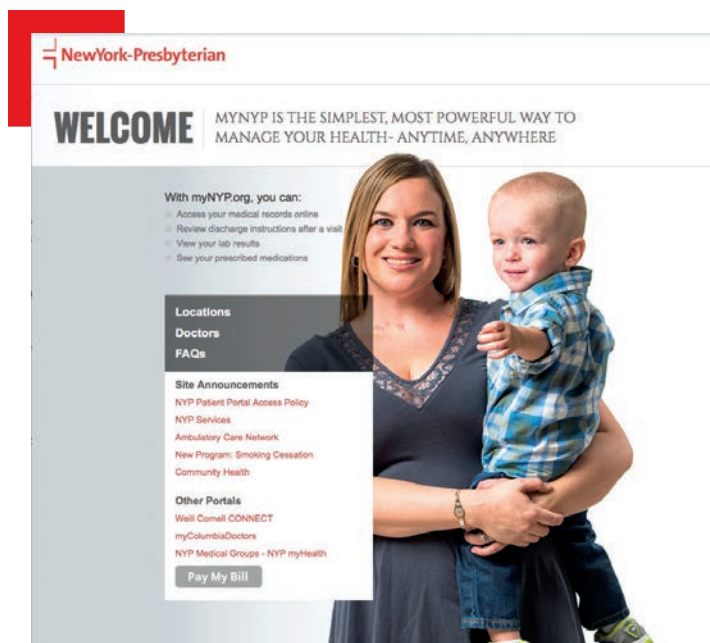 NewYork-Presbyterian
WELCOME
MYNYP IS THE SIMPLEST, MOST POWERFUL WAY TO
MANAGE YOUR HEALTH- ANYTIME, ANYWHERE
With myNYP.org, you can:
Access your medical records online
Review discharge instructions after a visit
View your lab results
See your prescribed medications
Locations
Doctors
FAQs
Site Announcements
NYP Patient Portal Access Policy
NYP Services
Ambulatory Care Network
New Program: Smoking Cessation
Community Health
Other Portals
Weill Cornell CONNECT
myColumbiaDoctors
NYP Medical Groups - NYP myHealth
Pay My Bill